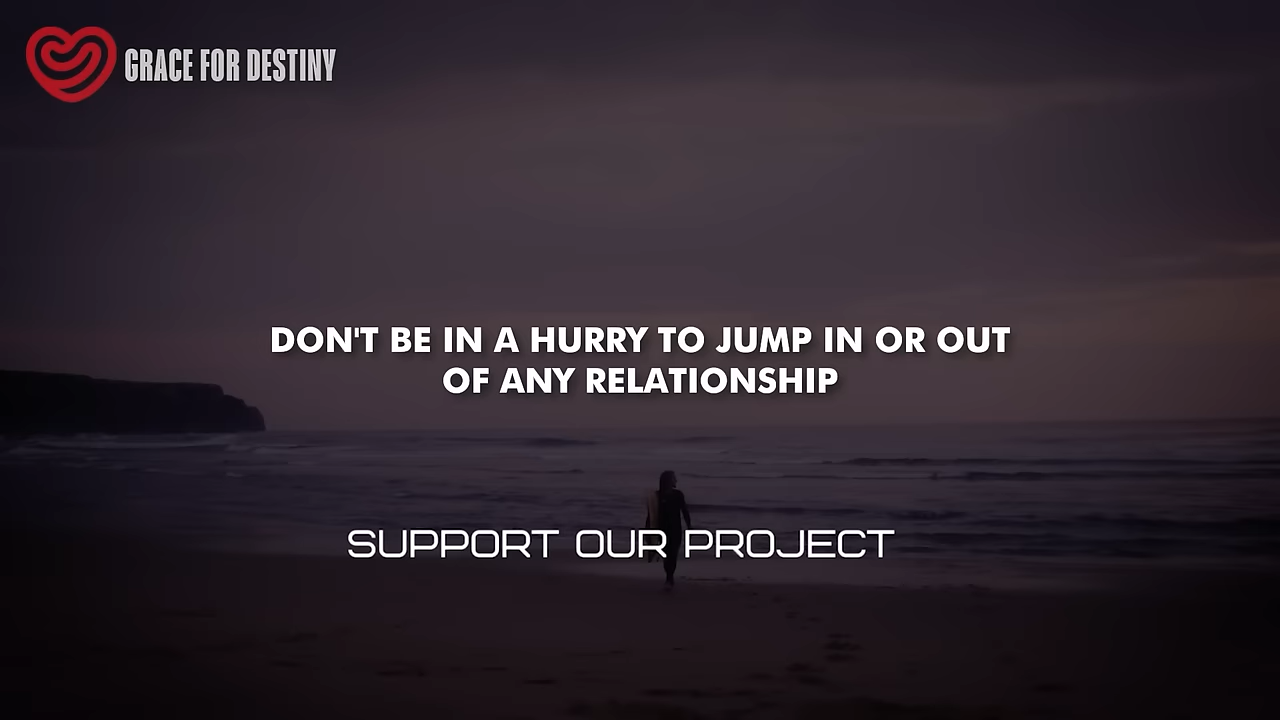 GRACE FOR DESTINY
DON'T BE IN A HURRY TO JUMP IN OR OUT
OF ANY RELATIONSHIP
SUPPORT OUR PROJECT